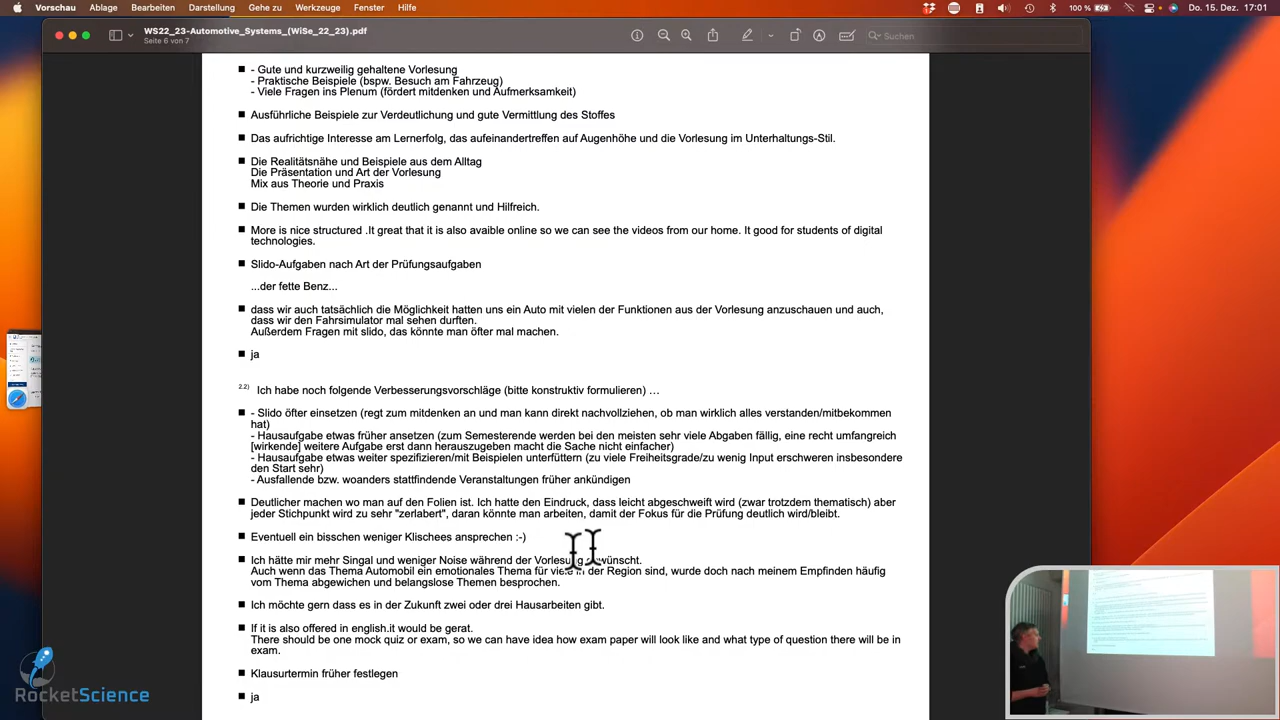 Vorschau Ablage Bearbeiten Darstellung Gehe zu Werkzeuge Fenster Hilfe 100 % Do. 15. Dez. 17:01
WS22_23-Automotive_Systems_(WiSe_22_23).pdf
Seite 6 von 7
Suchen
- Gute und kurzweilig gehaltene Vorlesung
- Praktische Beispiele (bspw. Besuch am Fahrzeug)
- Viele Fragen ins Plenum (fördert mitdenken und Aufmerksamkeit)
Ausführliche Beispiele zur Verdeutlichung und gute Vermittlung des Stoffes
Das aufrichtige Interesse am Lernerfolg, das aufeinandertreffen auf Augenhöhe und die Vorlesung im Unterhaltungs-Stil.
Die Realitätsnähe und Beispiele aus dem Alltag
Die Präsentation und Art der Vorlesung
Mix aus Theorie und Praxis
Die Themen wurden wirklich deutlich genannt und Hilfreich.
More is nice structured .It great that it is also avaible online so we can see the videos from our home. It good for students of digital
technologies.
Slido-Aufgaben nach Art der Prüfungsaufgaben
...der fette Benz...
dass wir auch tatsächlich die Möglichkeit hatten uns ein Auto mit vielen der Funktionen aus der Vorlesung anzuschauen und auch,
dass wir den Fahrsimulator mal sehen durften.
Außerdem Fragen mit slido, das könnte man öfter mal machen.
ja
2.2) Ich habe noch folgende Verbesserungsvorschläge (bitte konstruktiv formulieren) …
- Slido öfter einsetzen (regt zum mitdenken an und man kann direkt nachvollziehen, ob man wirklich alles verstanden/mitbekommen
hat)
- Hausaufgabe etwas früher ansetzen (zum Semesterende werden bei den meisten sehr viele Abgaben fällig, eine recht umfangreich
[wirkende] weitere Aufgabe erst dann herauszugeben macht die Sache nicht einfacher)
- Hausaufgabe etwas weiter spezifizieren/mit Beispielen unterfüttern (zu viele Freiheitsgrade/zu wenig Input erschweren insbesondere
den Start sehr)
- Ausfallende bzw. woanders stattfindende Veranstaltungen früher ankündigen
Deutlicher machen wo man auf den Folien ist. Ich hatte den Eindruck, dass leicht abgeschweift wird (zwar trotzdem thematisch) aber
jeder Stichpunkt wird zu sehr "zerlabert", daran könnte man arbeiten, damit der Fokus für die Prüfung deutlich wird/bleibt.
Eventuell ein bisschen weniger Klischees ansprechen :-)
Ich hätte mir mehr Singal und weniger Noise während der Vorlesung gewünscht.
Auch wenn das Thema Automobil ein emotionales Thema für viele in der Region sind, wurde doch nach meinem Empfinden häufig
vom Thema abgewichen und belangslose Themen besprochen.
Ich möchte gern dass es in der Zukunft zwei oder drei Hausarbeiten gibt.
If it is also offered in english.it would be gerat.
There should be one mock quiz or exam, so we can have idea how exam paper will look like and what type of question there will be in
exam.
Klausurtermin früher festlegen
ja
RocketScience